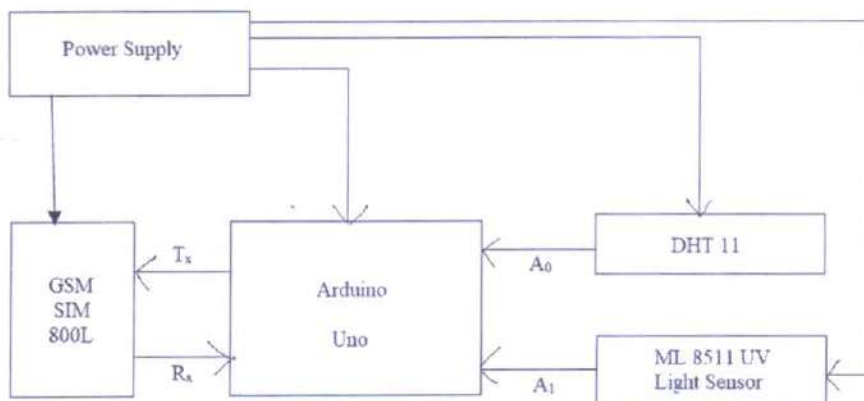 Power Supply
GSM
SIM
800L
Tx
Rx
Arduino
Uno
A0
A1
DHT 11
ML 8511 UV
Light Sensor